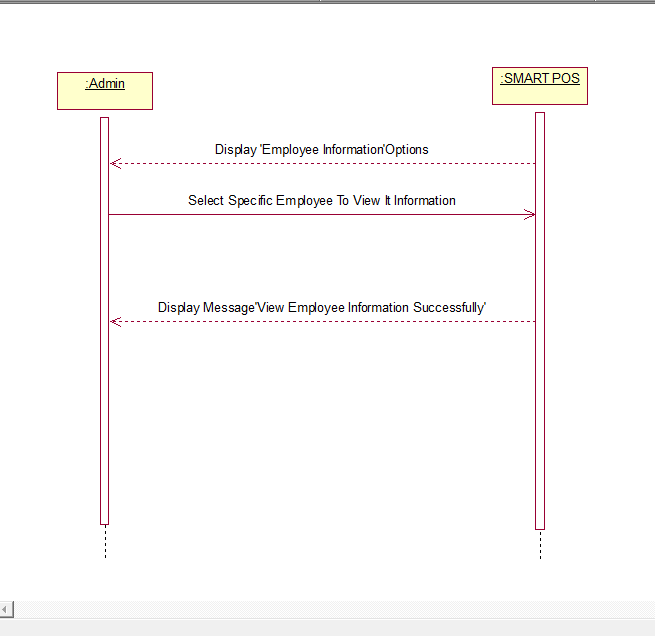 :Admin
:SMART POS
Display 'Employee Information'Options
Select Specific Employee To View It Information
Display Message'View Employee Information Successfully'